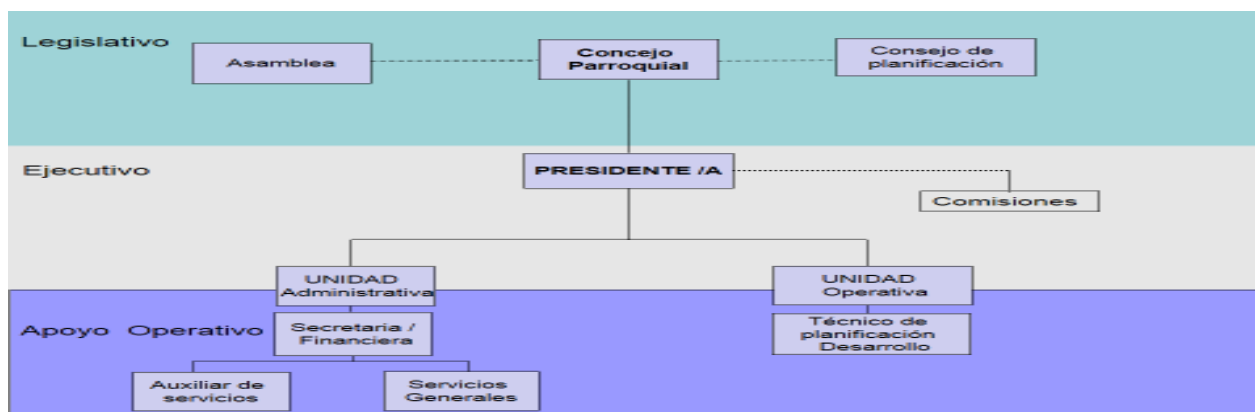 Legislativo
Asamblea
Concejo
Parroquial
Consejo de
planificación
Ejecutivo
PRESIDENTE /A
Comisiones
UNIDAD
Administrativa
UNIDAD
Operativa
Apoyo Operativo
Secretaria /
Financiera
Técnico de
planificación
Desarrollo
Auxiliar de
servicios
Servicios
Generales